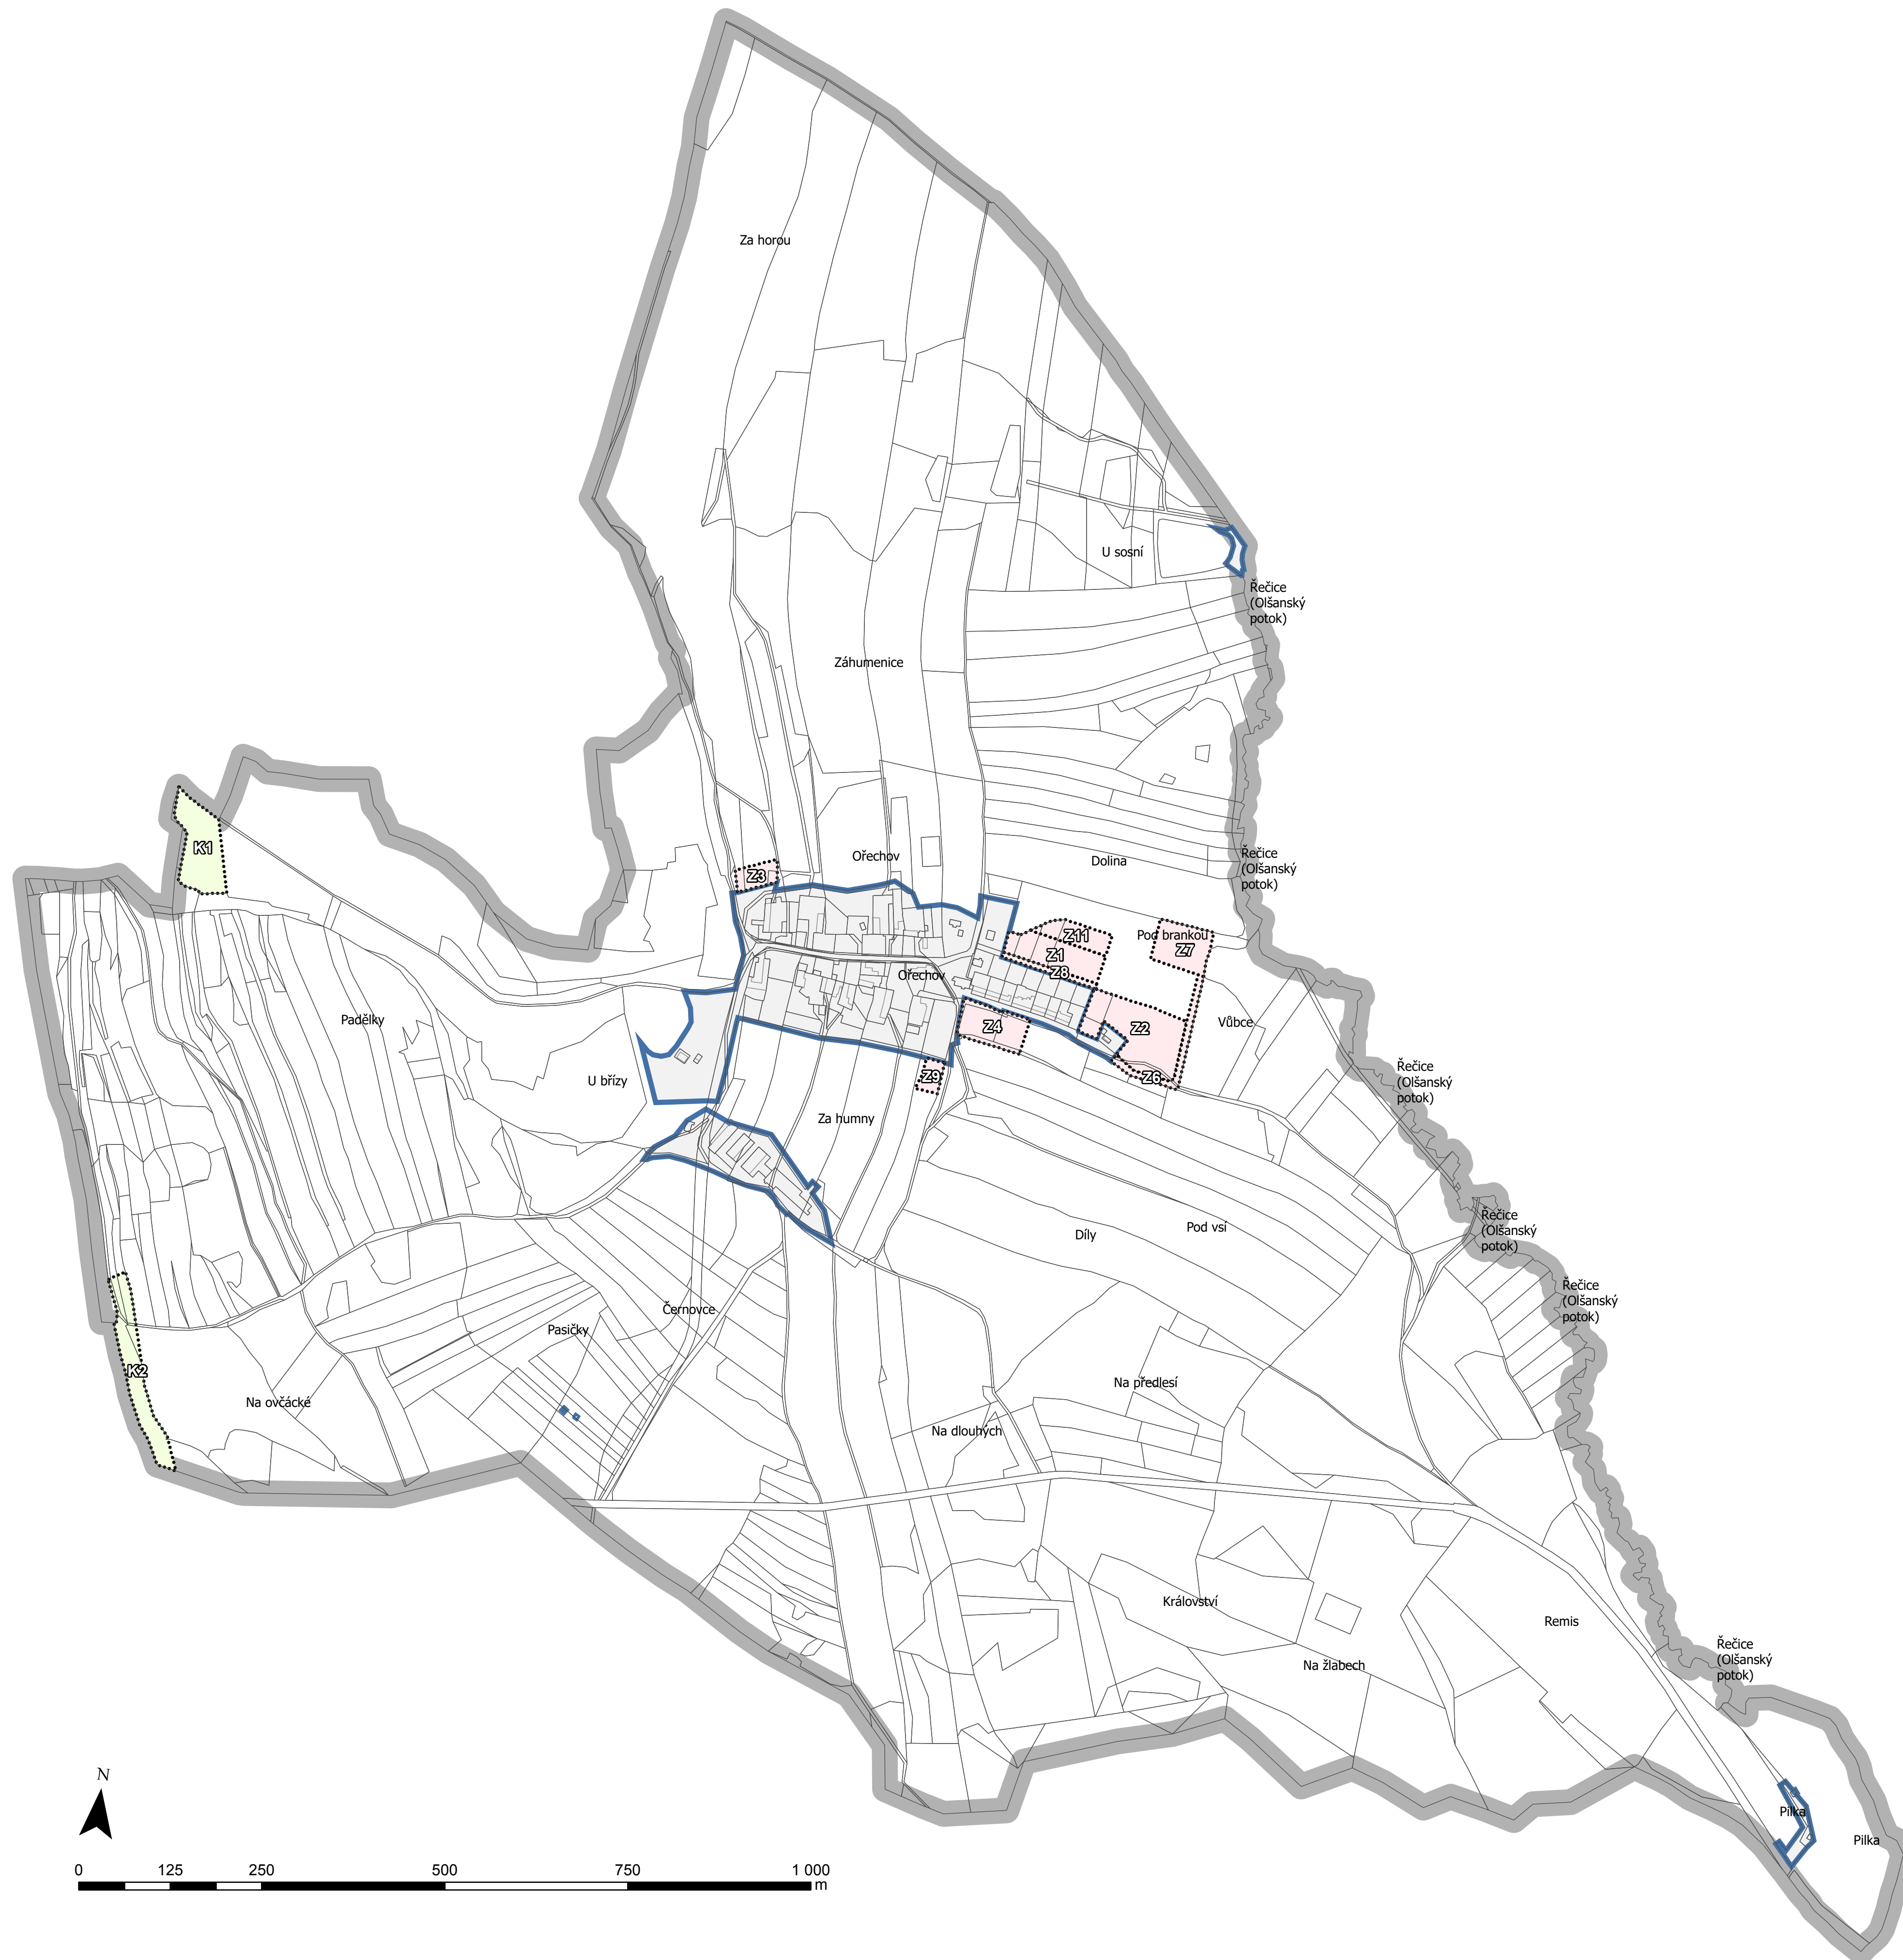 Za horou
U sosní
Řečice
(Olšanský
potok)
Záhumenice
K1
Z3
Ořechov
Dolina
Řečice
(Olšanský
potok)
Z11
Pod brankou
Z7
Z1
Z8
Ořechov
Padělky
Z4
Z2
Vůbce
U břízy
Z9
Z6
Řečice
(Olšanský
potok)
Za humny
Řečice
(Olšanský
potok)
Díly
Pod vsí
Řečice
(Olšanský
potok)
Černovce
Pasičky
K2
Na ovčácké
Na předlesí
Na dlouhých
Království
Remis
Na žlabech
Řečice
(Olšanský
potok)
N
Pilka
Pilka
0 125 250 500 750 1 000
m